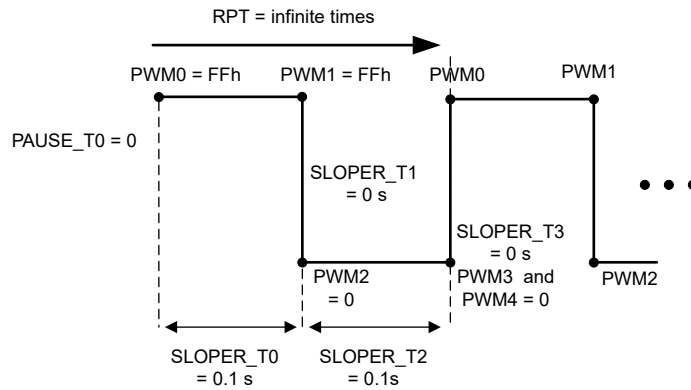 RPT = infinite times
PWM0 = FFh
PWM1 = FFh
PWM0
PWM1
PAUSE_T0 = 0
SLOPER_T1
= 0 s
SLOPER_T3
= 0 s
PWM2
= 0
PWM3 and
PWM4 = 0
PWM2
SLOPER_T0
= 0.1 s
SLOPER_T2
= 0.1s